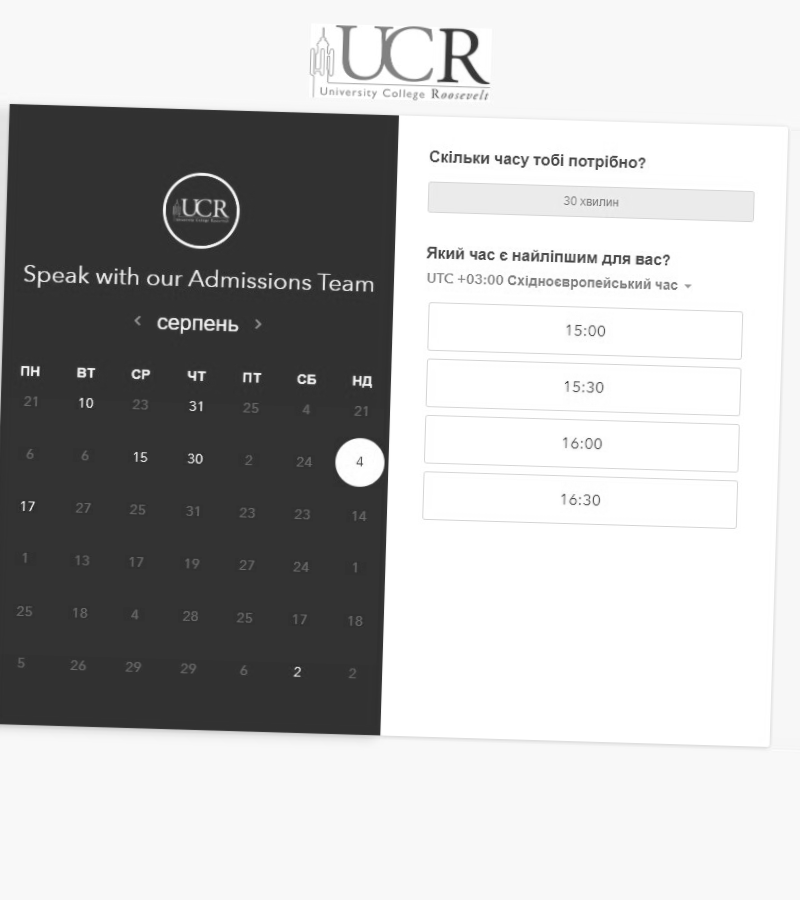 UCR
University College Roosevelt
UCR
University College Roosevelt
Speak with our Admissions Team
серпень
ПН ВТ СР ЧТ ПТ СБ НД
21 10 23 31 25 4 21
6 6 15 30 2 24 4
17 27 25 31 23 23 14
1 13 17 19 27 24 1
25 18 4 28 25 17 18
5 26 29 29 6 2 2
Скільки часу тобі потрібно?
30 хвилин
Який час є найліпшим для вас?
UTC +03:00 Східноєвропейський час
15:00
15:30
16:00
16:30